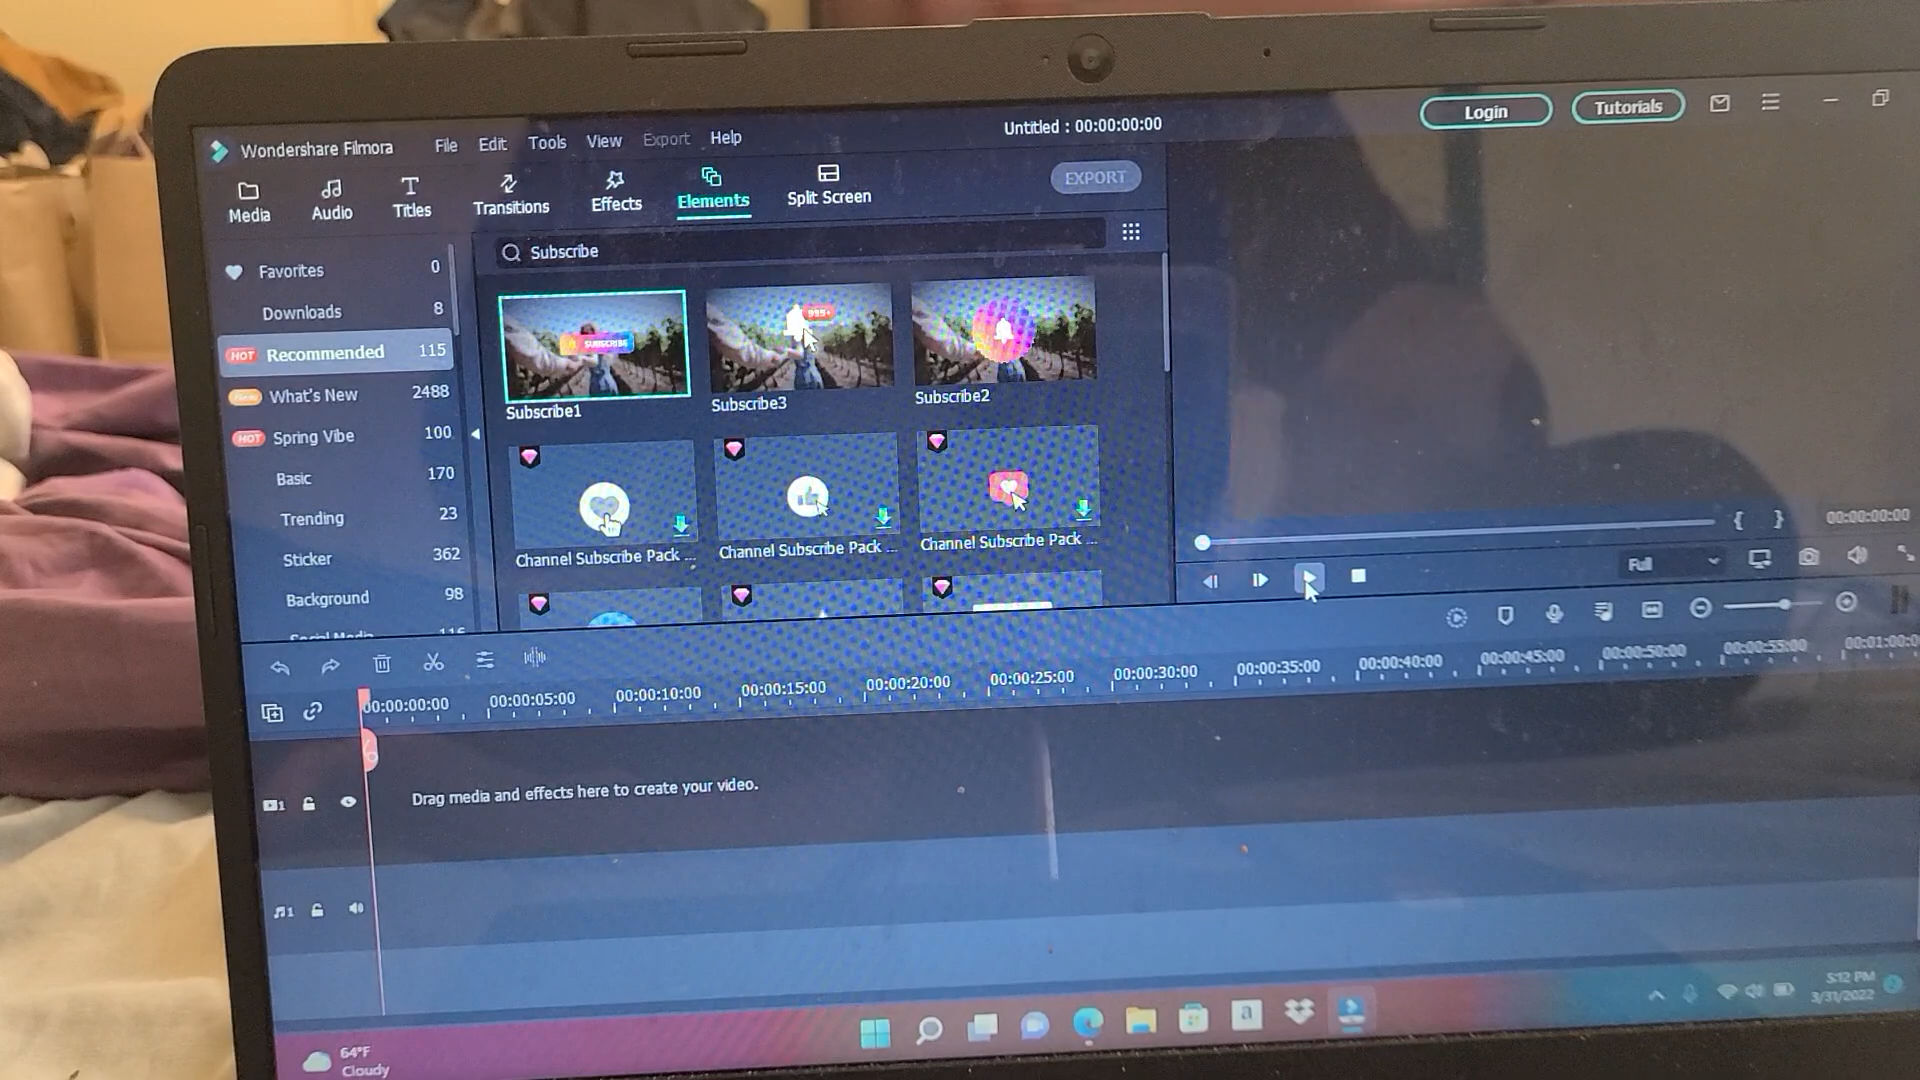 Wondershare Filmora File Edit Tools View Export Help
Untitled : 00:00:00:00
Login
Tutorials
Media
Audio
Titles
Transitions
Effects
Elements
Split Screen
EXPORT
Favorites 0
Downloads 8
HOT Recommended 115
New What's New 2488
HOT Spring Vibe 100
Basic 170
Trending 23
Sticker 362
Background 98
Social Media 116
Subscribe
SUBSCRIBE
995+
Subscribe1
Subscribe3
Subscribe2
Channel Subscribe Pack ...
Channel Subscribe Pack ...
Channel Subscribe Pack ...
{ } 00:00:00:00
Full
00:00:00:00 00:00:05:00 00:00:10:00 00:00:15:00 00:00:20:00 00:00:25:00 00:00:30:00 00:00:35:00 00:00:40:00 00:00:45:00 00:00:50:00 00:00:55:00 00:01:00:0
1
Drag media and effects here to create your video.
1
64°F
Cloudy
a
5:12 PM
3/31/2022